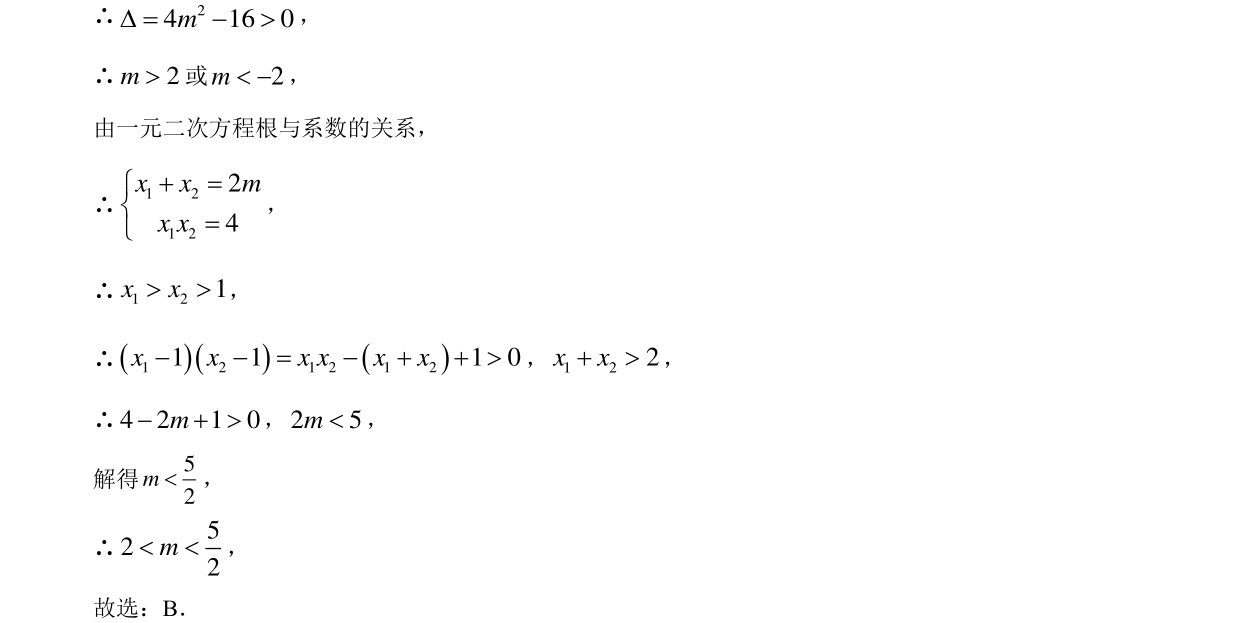 ∴ Δ = 4m² − 16 > 0，
∴ m > 2 或 m < −2，
由一元二次方程根与系数的关系，
∴ { x₁ + x₂ = 2m
x₁x₂ = 4 ，
∴ x₁ > x₂ > 1，
∴ (x₁ − 1)(x₂ − 1) = x₁x₂ − (x₁ + x₂) + 1 > 0， x₁ + x₂ > 2，
∴ 4 − 2m + 1 > 0， 2m < 5，
解得 m < 5/2，
∴ 2 < m < 5/2，
故选：B．